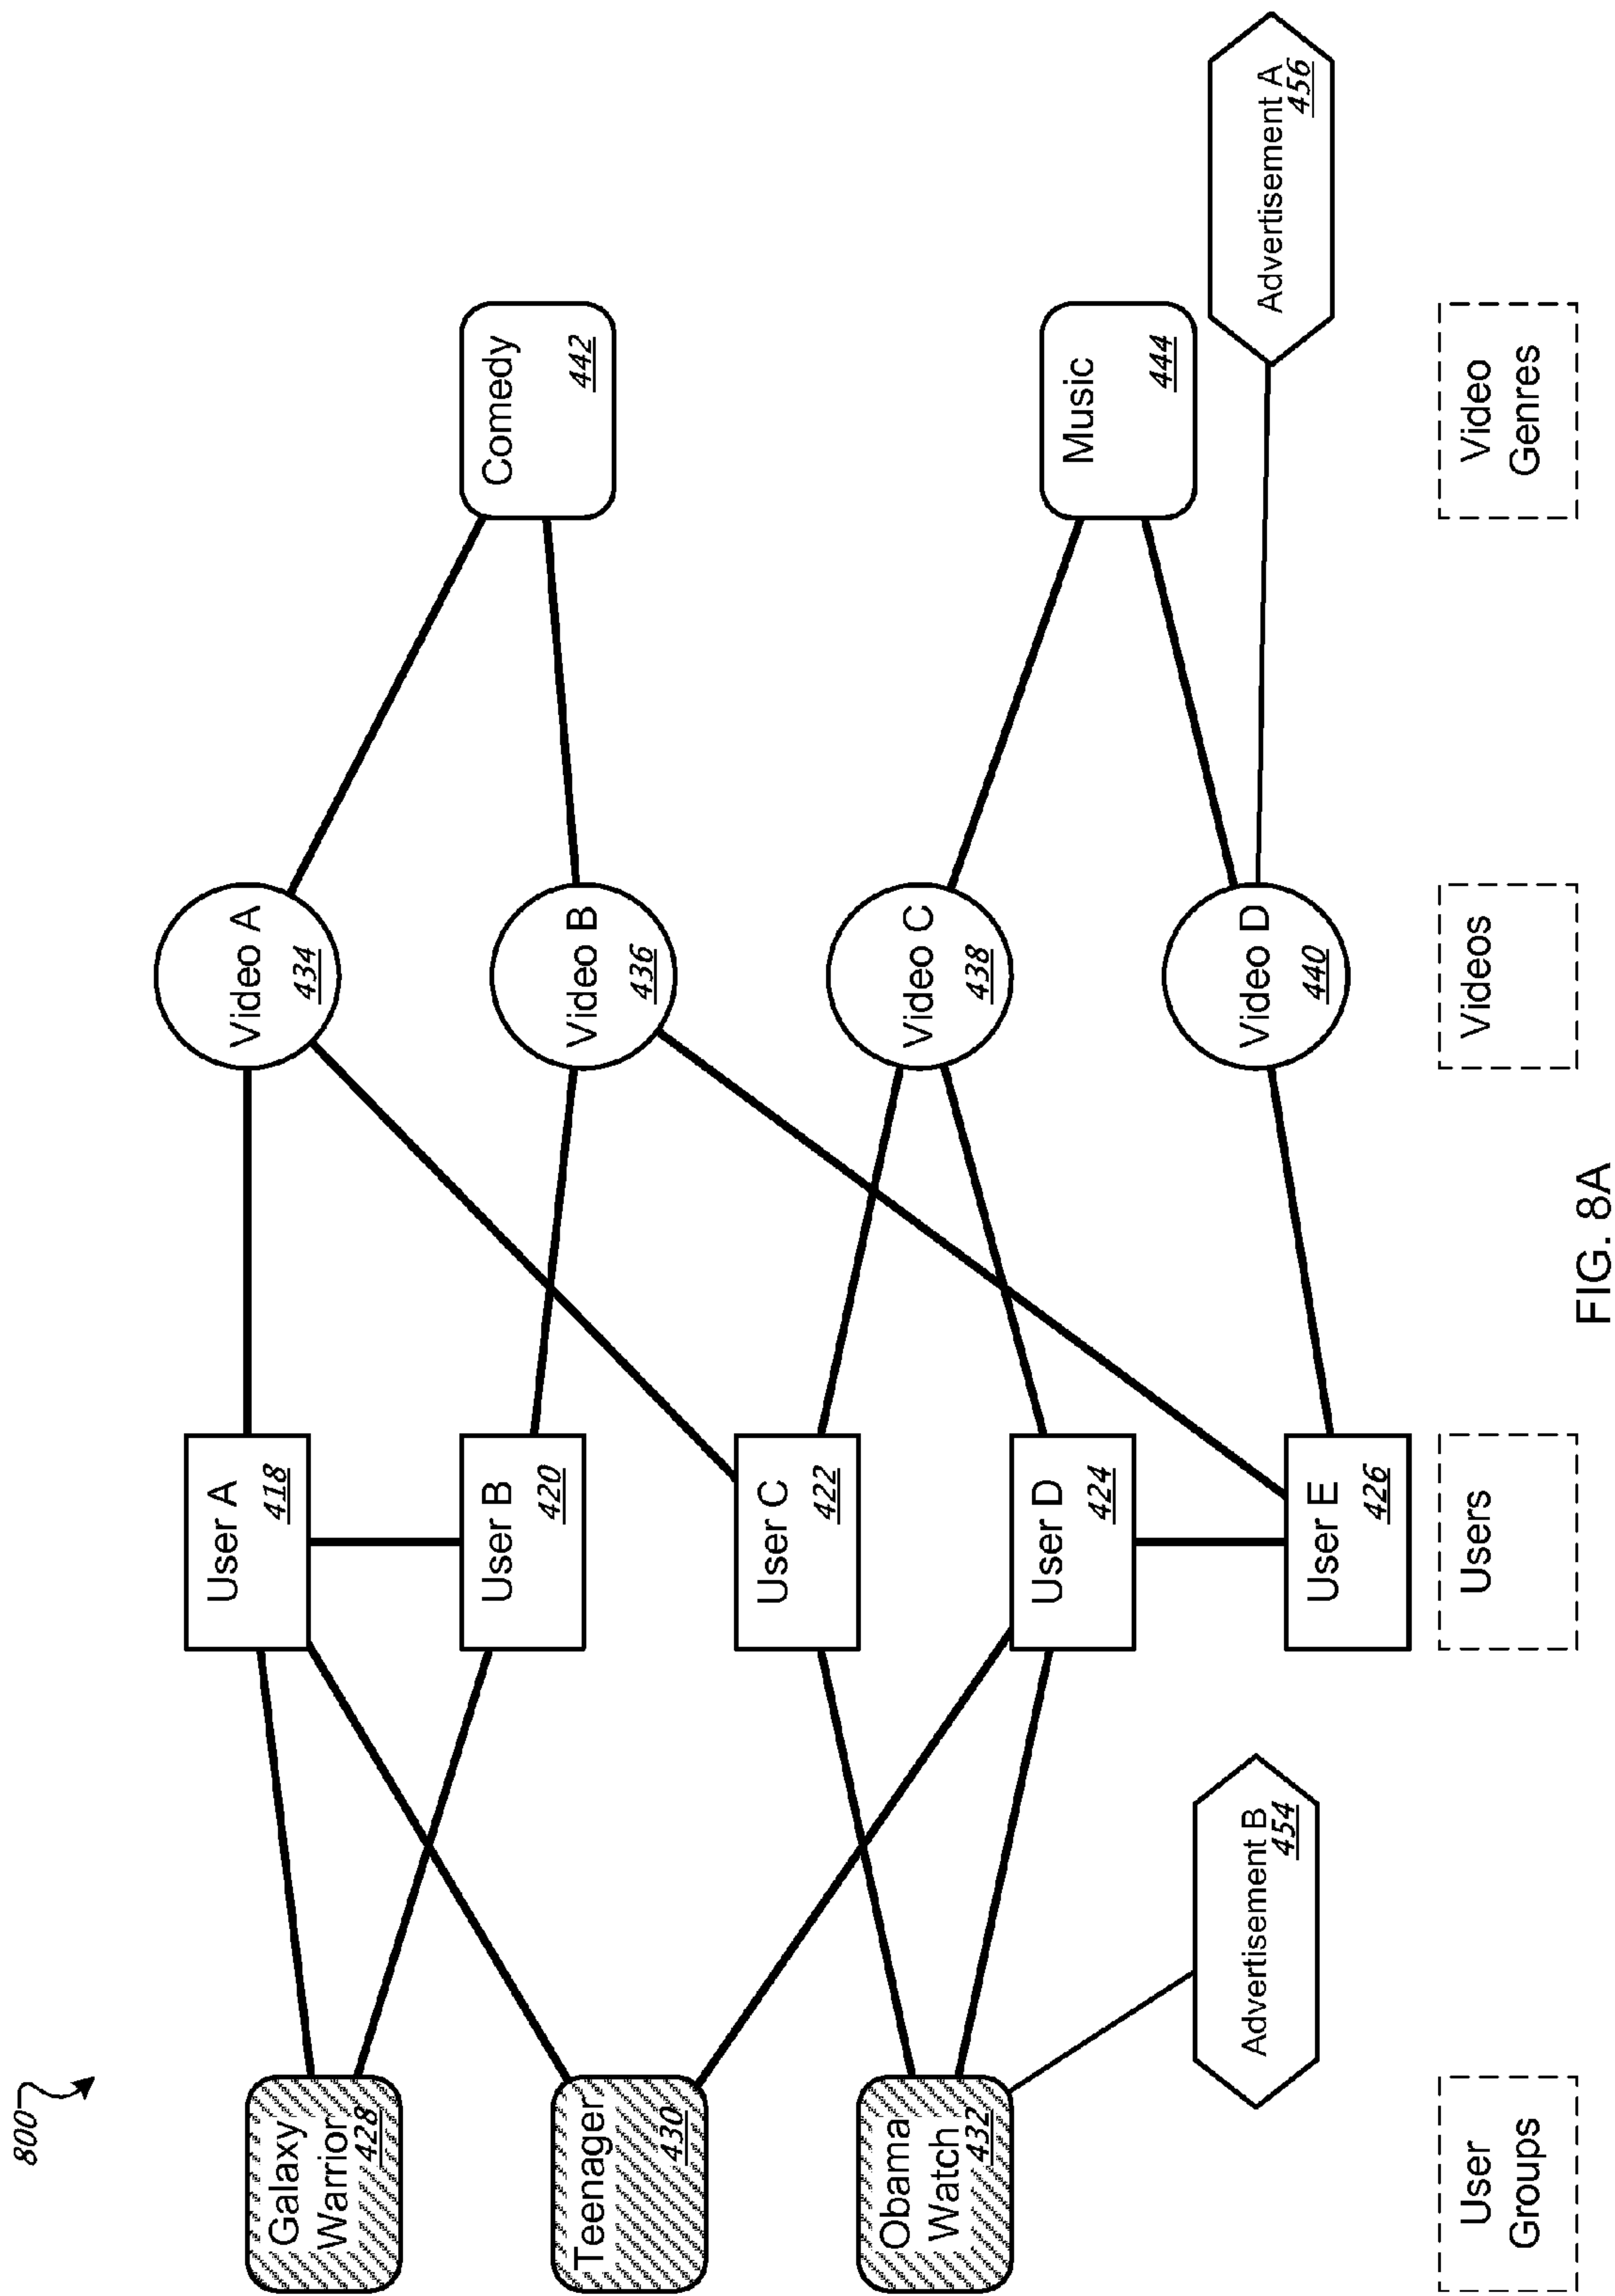 800
Galaxy
Warrior
428
Teenager
430
Obama
Watch
432
Advertisement B
454
User A
418
User B
420
User C
422
User D
424
User E
426
Video A
434
Video B
436
Video C
438
Video D
440
Comedy
442
Music
444
Advertisement A
456
User
Groups
Users
Videos
Video
Genres
FIG. 8A